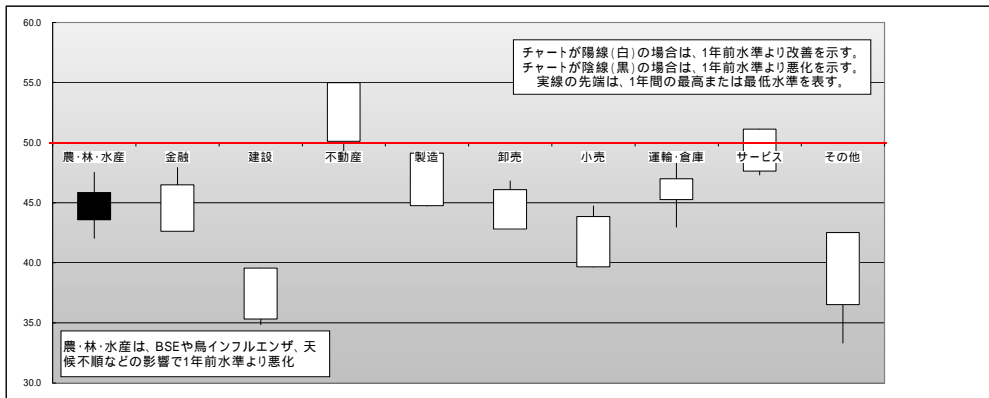 60.0
チャートが陽線(白)の場合は、1年前水準より改善を示す。
チャートが陰線(黒)の場合は、1年前水準より悪化を示す。
実線の先端は、1年間の最高または最低水準を表す。
55.0
50.0
農・林・水産 金融 建設 不動産 製造 卸売 小売 運輸・倉庫 サービス その他
45.0
40.0
35.0
農・林・水産は、BSEや鳥インフルエンザ、天
候不順などの影響で1年前水準より悪化
30.0